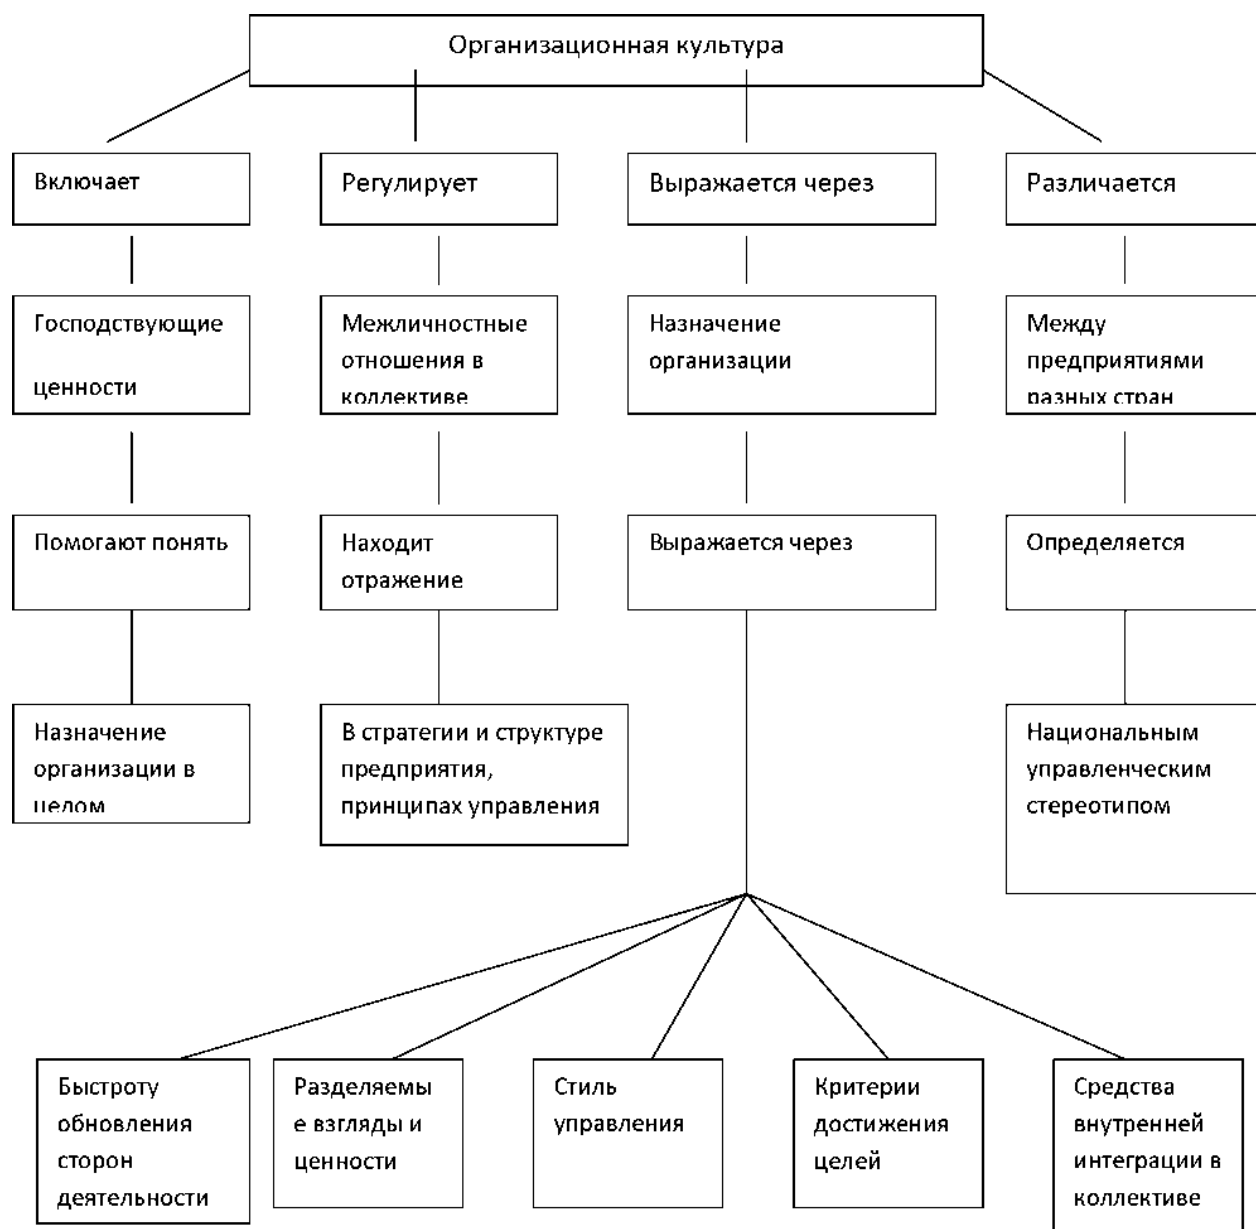 Организационная культура
Включает
Регулирует
Выражается через
Различается
Господствующие
ценности
Межличностные
отношения в
коллективе
Назначение
организации
Между
предприятиями
разных стран
Помогают понять
Находит
отражение
Выражается через
Определяется
Назначение
организации в
целом
В стратегии и структуре
предприятия,
принципах управления
Национальным
управленческим
стереотипом
Быстроту
обновления
сторон
деятельности
Разделяемы
е взгляды и
ценности
Стиль
управления
Критерии
достижения
целей
Средства
внутренней
интеграции в
коллективе